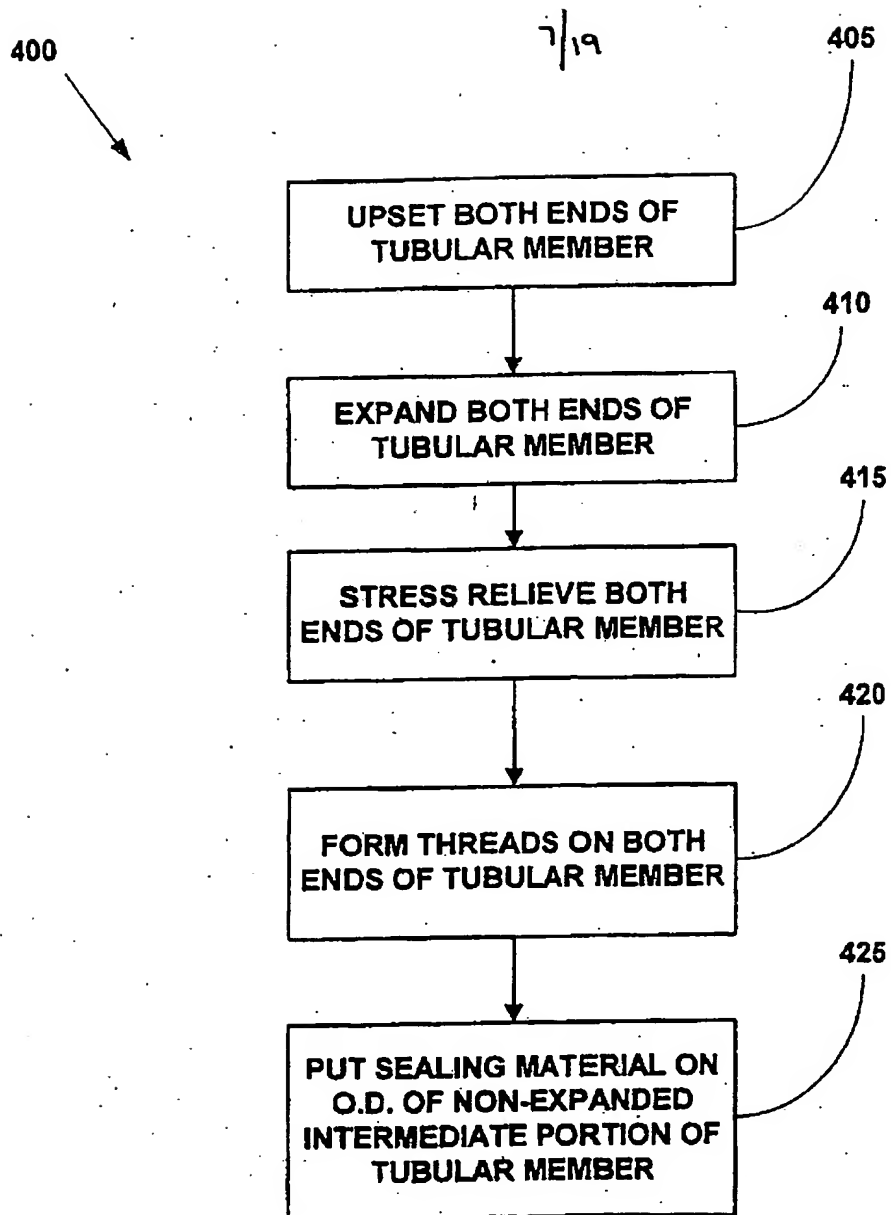 7/19
400
405
UPSET BOTH ENDS OF
TUBULAR MEMBER
410
EXPAND BOTH ENDS OF
TUBULAR MEMBER
415
STRESS RELIEVE BOTH
ENDS OF TUBULAR MEMBER
420
FORM THREADS ON BOTH
ENDS OF TUBULAR MEMBER
425
PUT SEALING MATERIAL ON
O.D. OF NON-EXPANDED
INTERMEDIATE PORTION OF
TUBULAR MEMBER